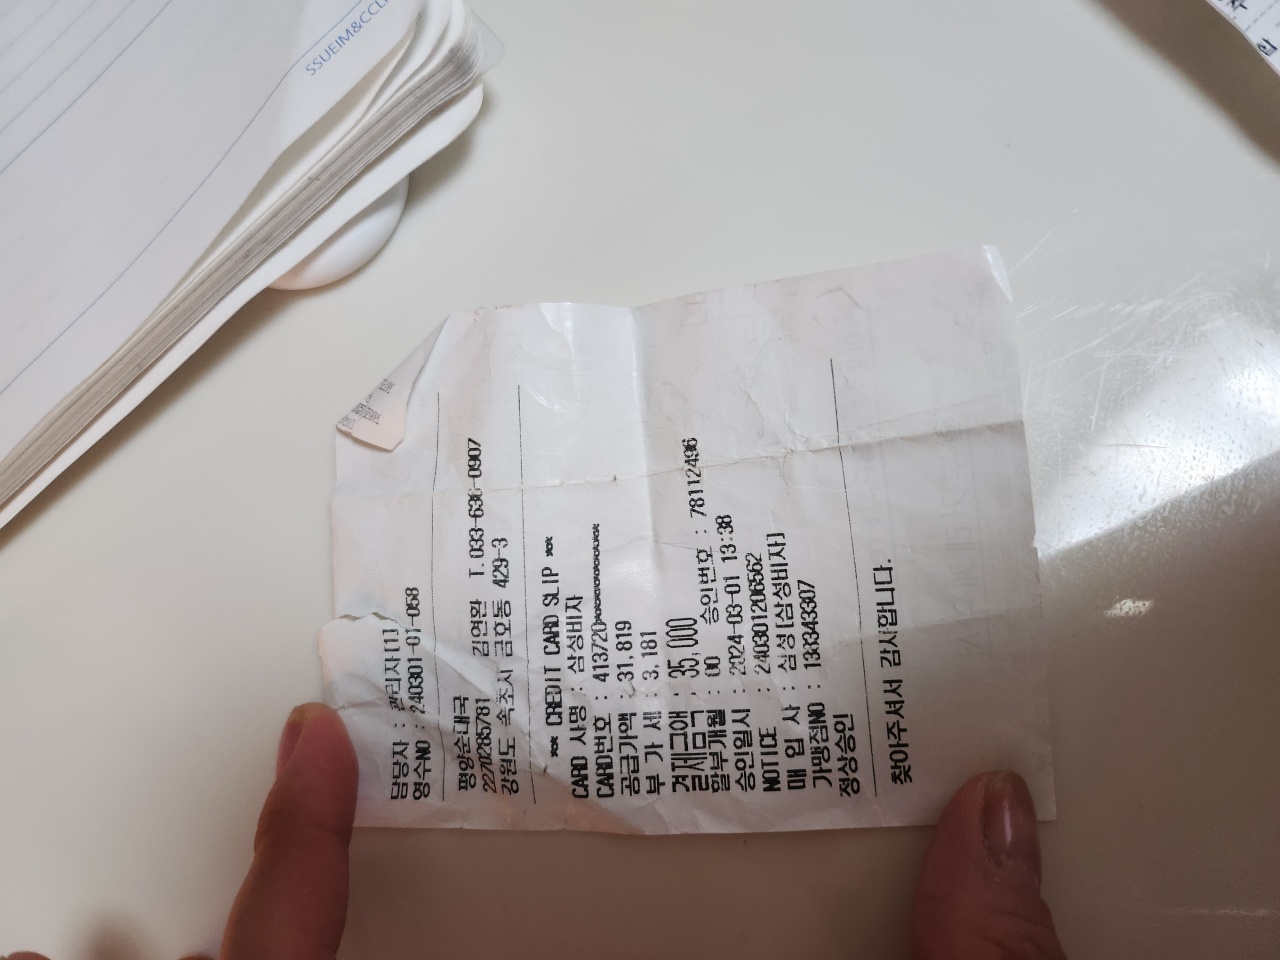 SSUEIM&CCLI
담당자 : 관리자[1]
영수NO : 240301-01-058
평양순대국
2270285781 김연환 T.033-636-0907
강원도 속초시 금호동 429-3
** CREDIT CARD SLIP **
CARD 사명 : 삼성비자
CARD번호 : 413720**********
공급가액 : 31,819
부 가 세 : 3,181
결제금액 : 35,000
할부개월 : 00 승인번호 : 78112496
승인일시 : 2024-03-01 13:38
NOTICE : 240301206562
매 입 사 : 삼성[삼성비자]
가맹점NO : 133343307
정상승인
찾아주셔서 감사합니다.